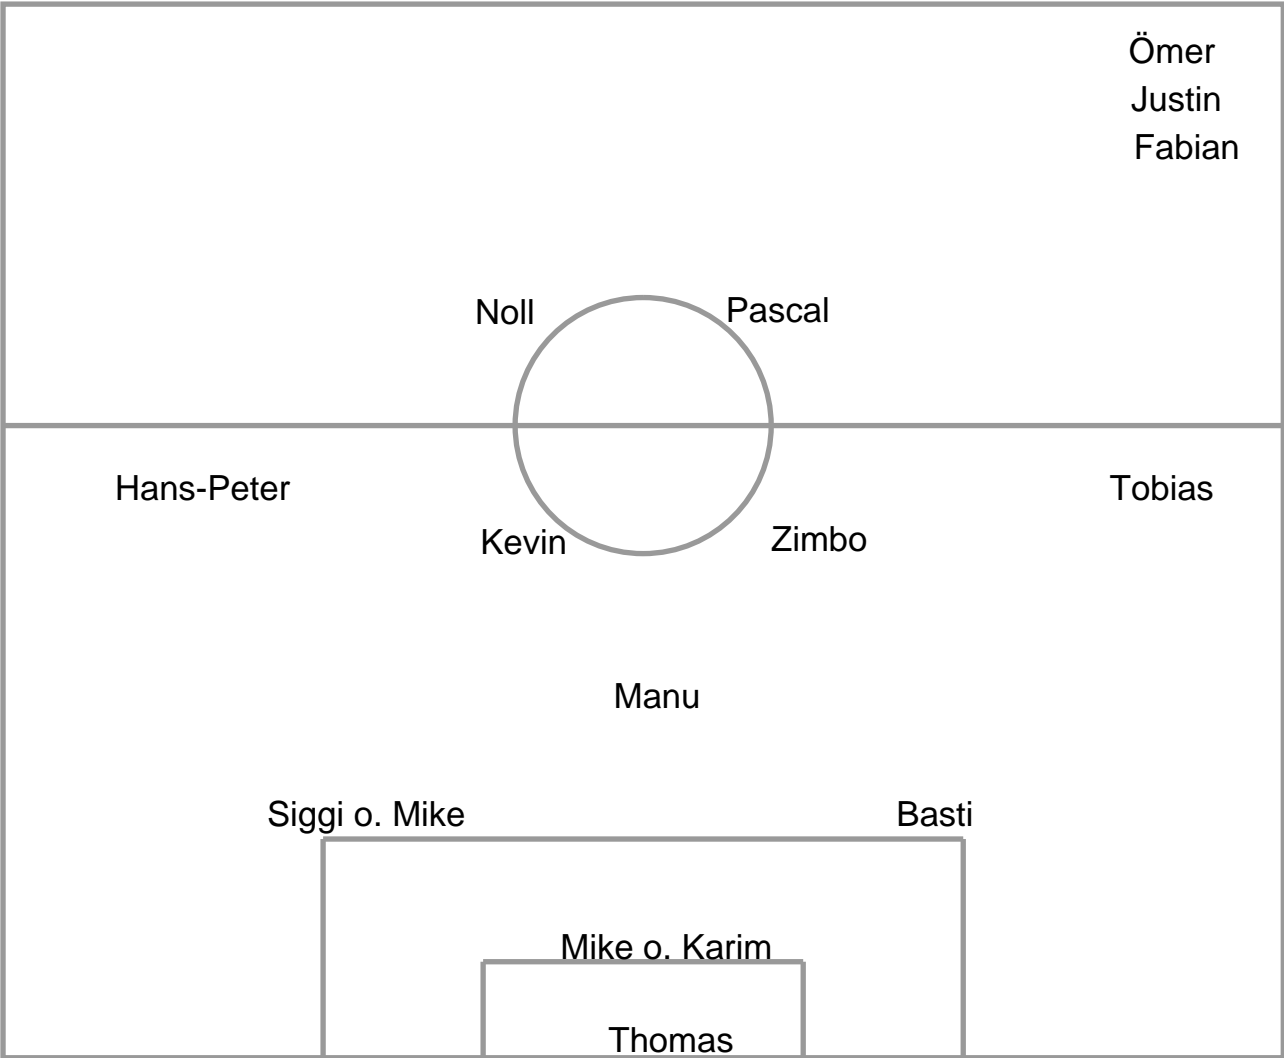 Ömer
Justin
Fabian
Noll
Pascal
Hans-Peter
Tobias
Kevin
Zimbo
Manu
Siggi o. Mike
Basti
Mike o. Karim
Thomas